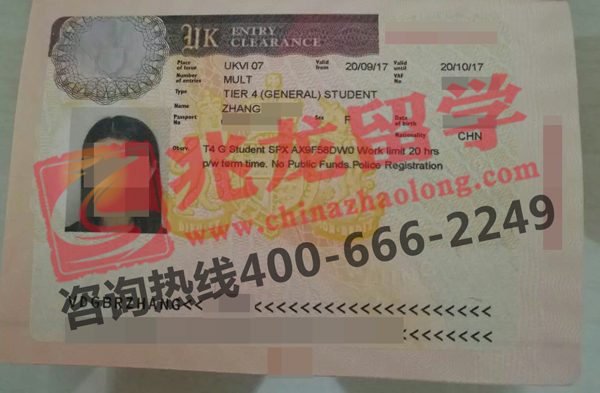 UK ENTRY CLEARANCE
Place of Issue UKVI 07 Valid from 20/09/17 Valid until 20/10/17
Number of entries MULT VAF No
Type TIER 4 (GENERAL) STUDENT
Name ZHANG
Passport No Sex F Date of birth
Nationality CHN
Obers T4 G Student SPX AX9F58DW0 Work limit 20 hrs
p/w term time. No Public Funds.Police Registration
兆龙留学
www.chinazhaolong.com
咨询热线400-666-2249
VDGBRZHANG<< <<<<<<<<<<<<<<<<<
<<<<<<